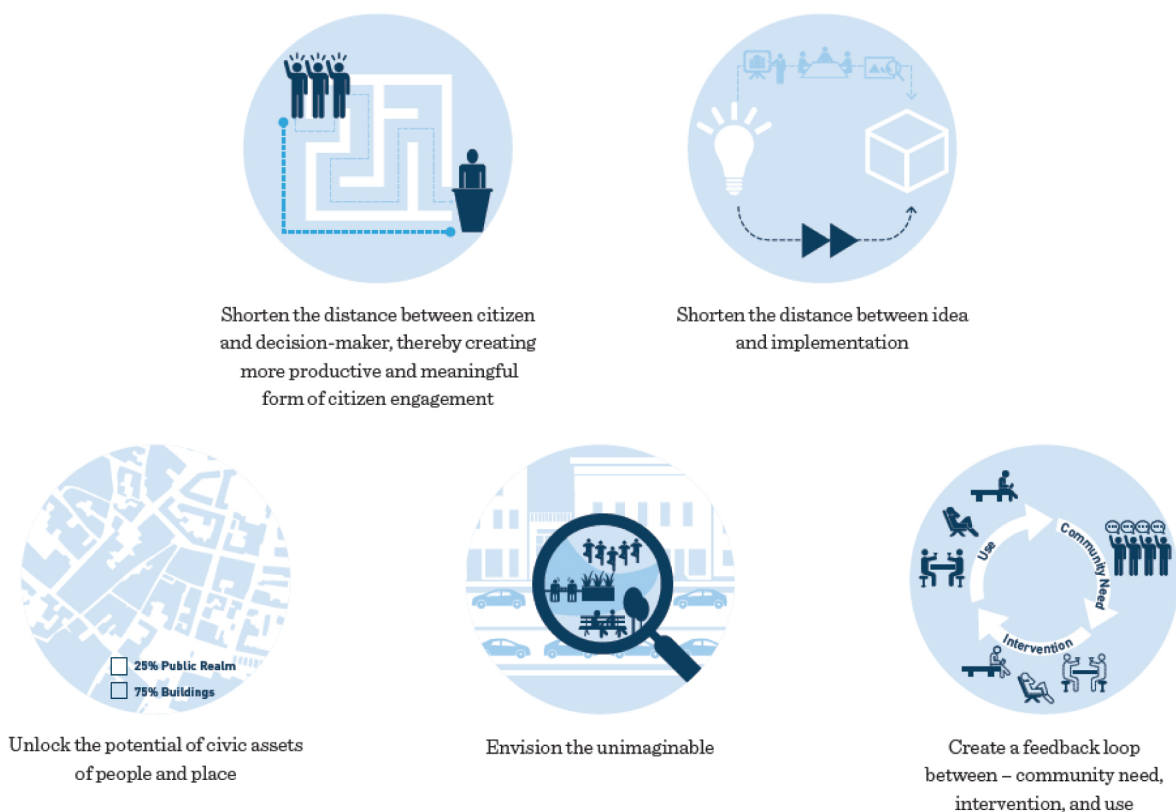 Shorten the distance between citizen
and decision-maker, thereby creating
more productive and meaningful
form of citizen engagement
Shorten the distance between idea
and implementation
25% Public Realm
75% Buildings
Unlock the potential of civic assets
of people and place
Envision the unimaginable
Use
Community Need
Intervention
Create a feedback loop
between – community need,
intervention, and use